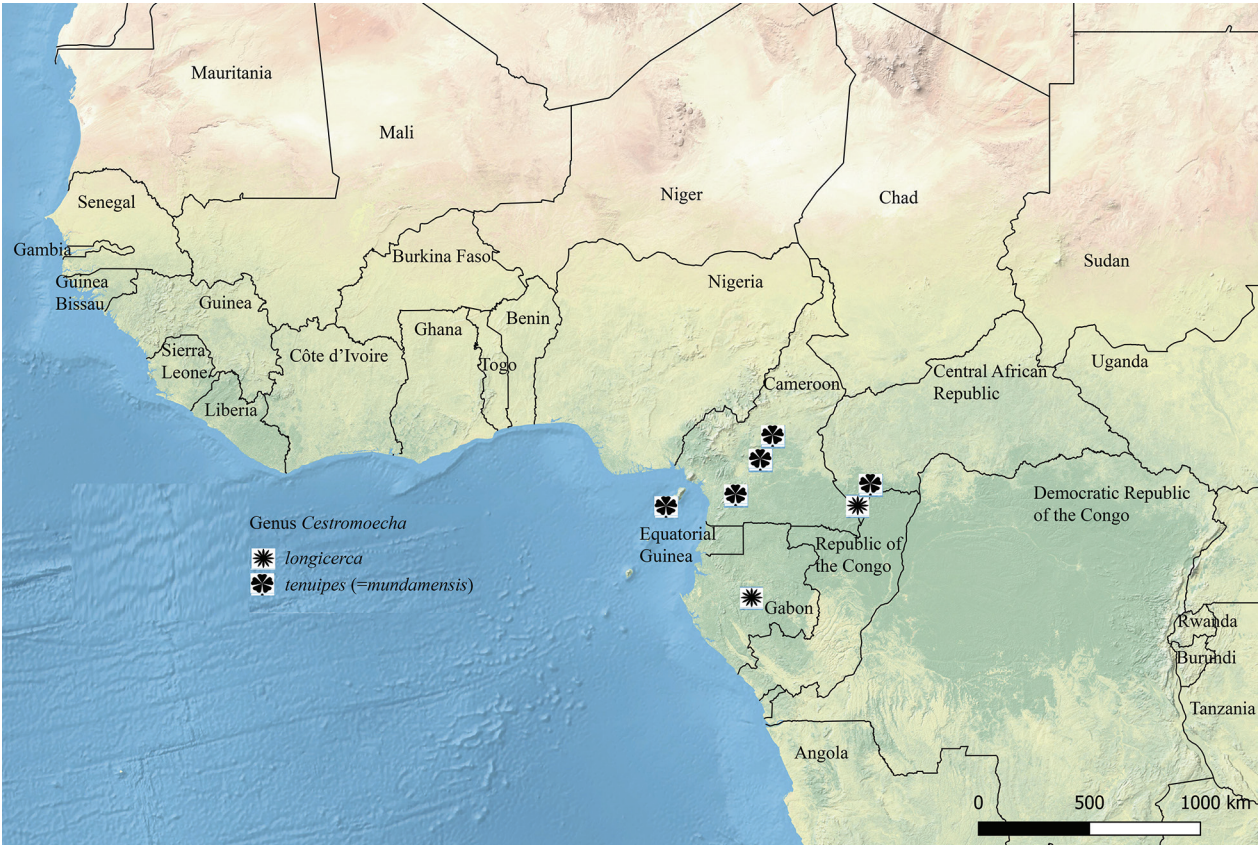 Mauritania
Mali
Niger
Chad
Senegal
Gambia
Burkina Faso
Sudan
Guinea
Bissau
Guinea
Nigeria
Benin
Ghana
Sierra
Leone
Côte d’Ivoire
Togo
Uganda
Central African
Republic
Cameroon
Liberia
Democratic Republic
of the Congo
Genus Cestromoecha
longicerca
tenuipes (=mundamensis)
Equatorial
Guinea
Republic of
the Congo
Gabon
Rwanda
Burundi
Tanzania
Angola
0 500 1000 km